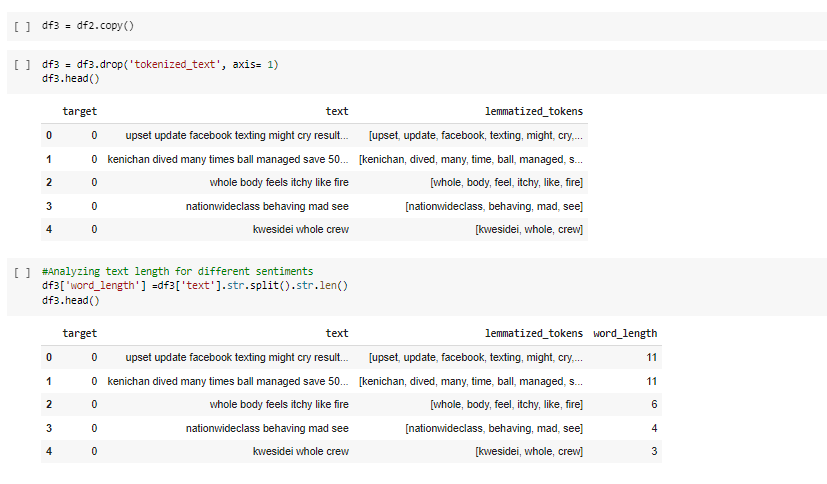 [ ] df3 = df2.copy()
[ ] df3 = df3.drop('tokenized_text', axis= 1)
df3.head()
target text lemmatized_tokens
0 0 upset update facebook texting might cry result... [upset, update, facebook, texting, might, cry,...
1 0 kenichan dived many times ball managed save 50... [kenichan, dived, many, time, ball, managed, s...
2 0 whole body feels itchy like fire [whole, body, feel, itchy, like, fire]
3 0 nationwideclass behaving mad see [nationwideclass, behaving, mad, see]
4 0 kwesidei whole crew [kwesidei, whole, crew]
[ ] #Analyzing text length for different sentiments
df3['word_length'] =df3['text'].str.split().str.len()
df3.head()
target text lemmatized_tokens word_length
0 0 upset update facebook texting might cry result... [upset, update, facebook, texting, might, cry,... 11
1 0 kenichan dived many times ball managed save 50... [kenichan, dived, many, time, ball, managed, s... 11
2 0 whole body feels itchy like fire [whole, body, feel, itchy, like, fire] 6
3 0 nationwideclass behaving mad see [nationwideclass, behaving, mad, see] 4
4 0 kwesidei whole crew [kwesidei, whole, crew] 3